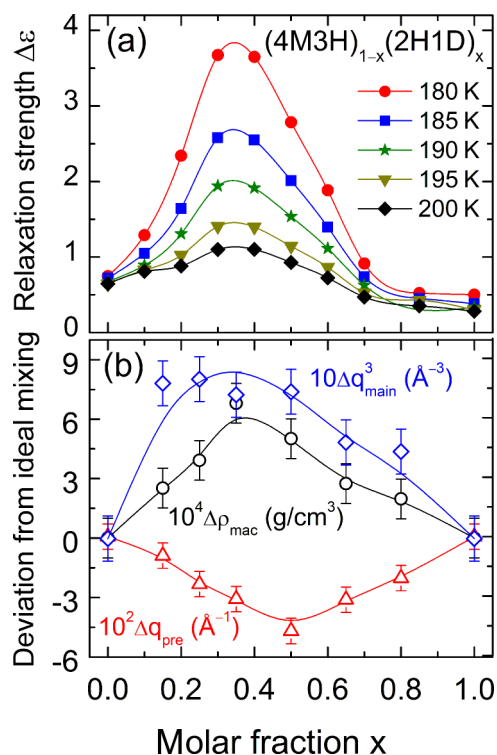 (a)
(4M3H)₁₋ₓ(2H1D)ₓ
180 K
185 K
190 K
195 K
200 K
Relaxation strength Δε
4
3
2
1
0
(b)
10Δq³main (Å⁻³)
10⁴Δρmac (g/cm³)
10²Δqpre (Å⁻¹)
Deviation from ideal mixing
9
6
3
0
-3
-6
0.0 0.2 0.4 0.6 0.8 1.0
Molar fraction x